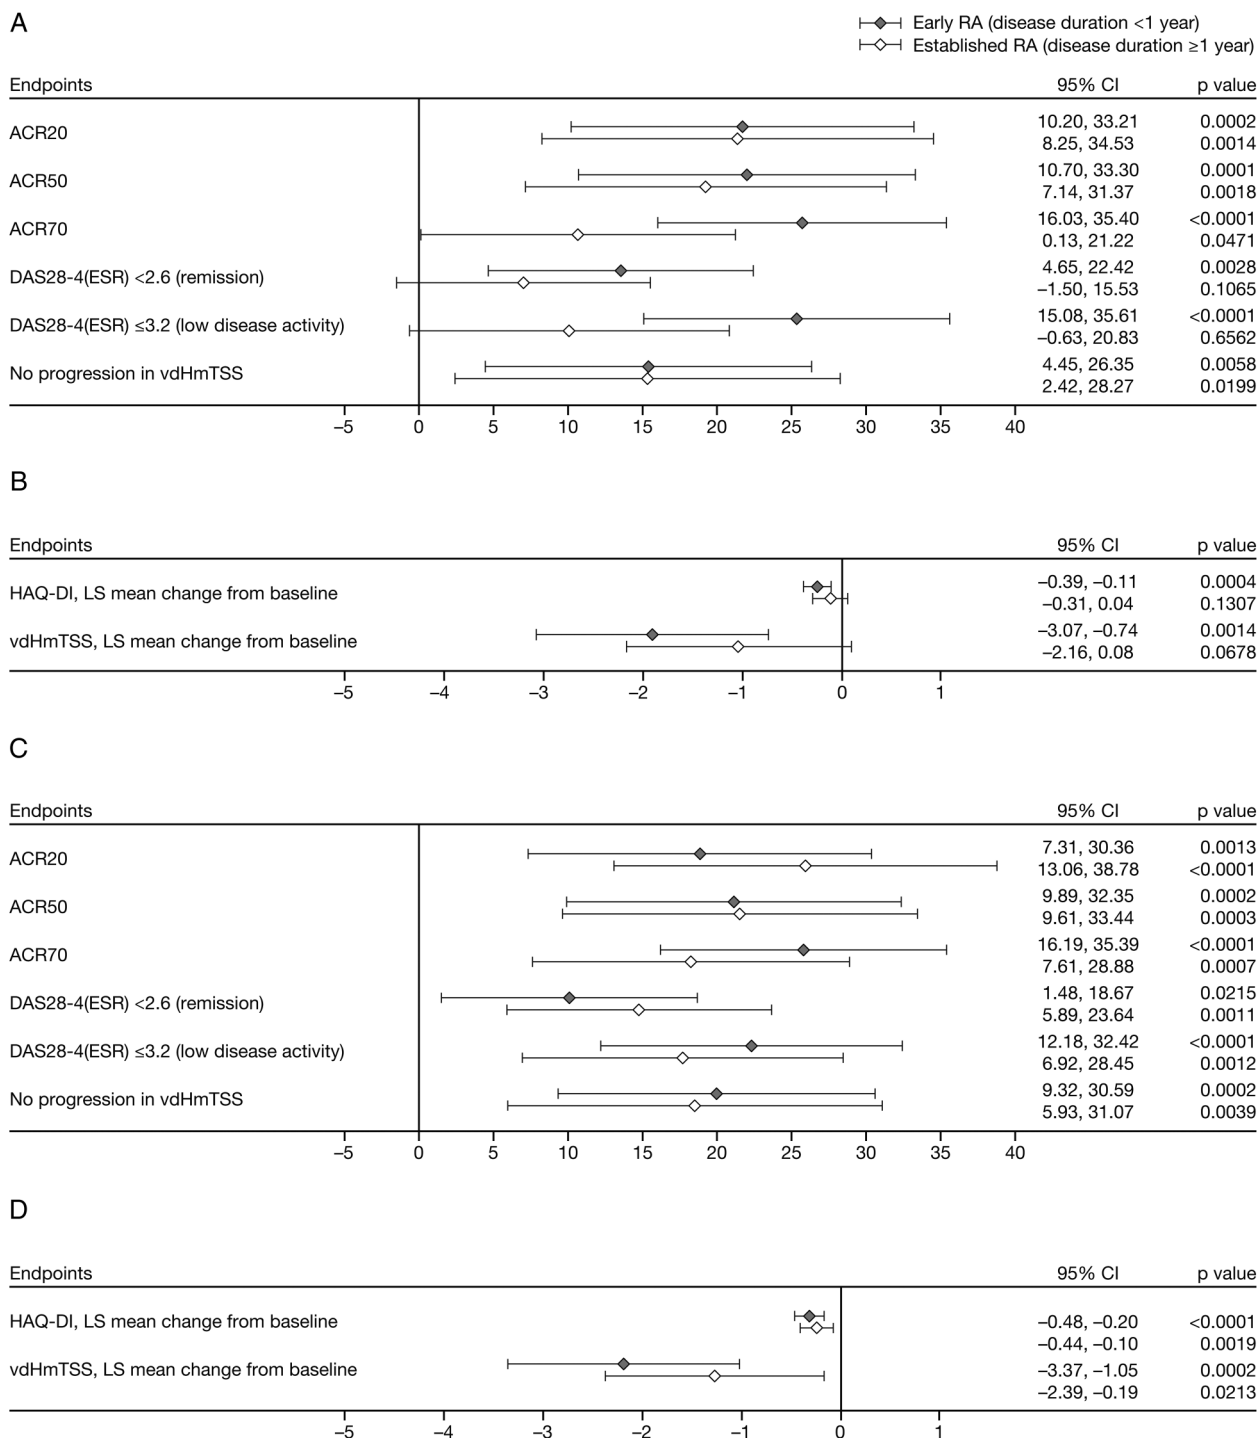 A
Early RA (disease duration <1 year)
Established RA (disease duration ≥1 year)
Endpoints 95% CI p value
ACR20 10.20, 33.21 0.0002
8.25, 34.53 0.0014
ACR50 10.70, 33.30 0.0001
7.14, 31.37 0.0018
ACR70 16.03, 35.40 <0.0001
0.13, 21.22 0.0471
DAS28-4(ESR) <2.6 (remission) 4.65, 22.42 0.0028
–1.50, 15.53 0.1065
DAS28-4(ESR) ≤3.2 (low disease activity) 15.08, 35.61 <0.0001
–0.63, 20.83 0.6562
No progression in vdHmTSS 4.45, 26.35 0.0058
2.42, 28.27 0.0199
–5 0 5 10 15 20 25 30 35 40
B
Endpoints 95% CI p value
HAQ-DI, LS mean change from baseline –0.39, –0.11 0.0004
–0.31, 0.04 0.1307
vdHmTSS, LS mean change from baseline –3.07, –0.74 0.0014
–2.16, 0.08 0.0678
–5 –4 –3 –2 –1 0 1
C
Endpoints 95% CI p value
ACR20 7.31, 30.36 0.0013
13.06, 38.78 <0.0001
ACR50 9.89, 32.35 0.0002
9.61, 33.44 0.0003
ACR70 16.19, 35.39 <0.0001
7.61, 28.88 0.0007
DAS28-4(ESR) <2.6 (remission) 1.48, 18.67 0.0215
5.89, 23.64 0.0011
DAS28-4(ESR) ≤3.2 (low disease activity) 12.18, 32.42 <0.0001
6.92, 28.45 0.0012
No progression in vdHmTSS 9.32, 30.59 0.0002
5.93, 31.07 0.0039
–5 0 5 10 15 20 25 30 35 40
D
Endpoints 95% CI p value
HAQ-DI, LS mean change from baseline –0.48, –0.20 <0.0001
–0.44, –0.10 0.0019
vdHmTSS, LS mean change from baseline –3.37, –1.05 0.0002
–2.39, –0.19 0.0213
–5 –4 –3 –2 –1 0 1